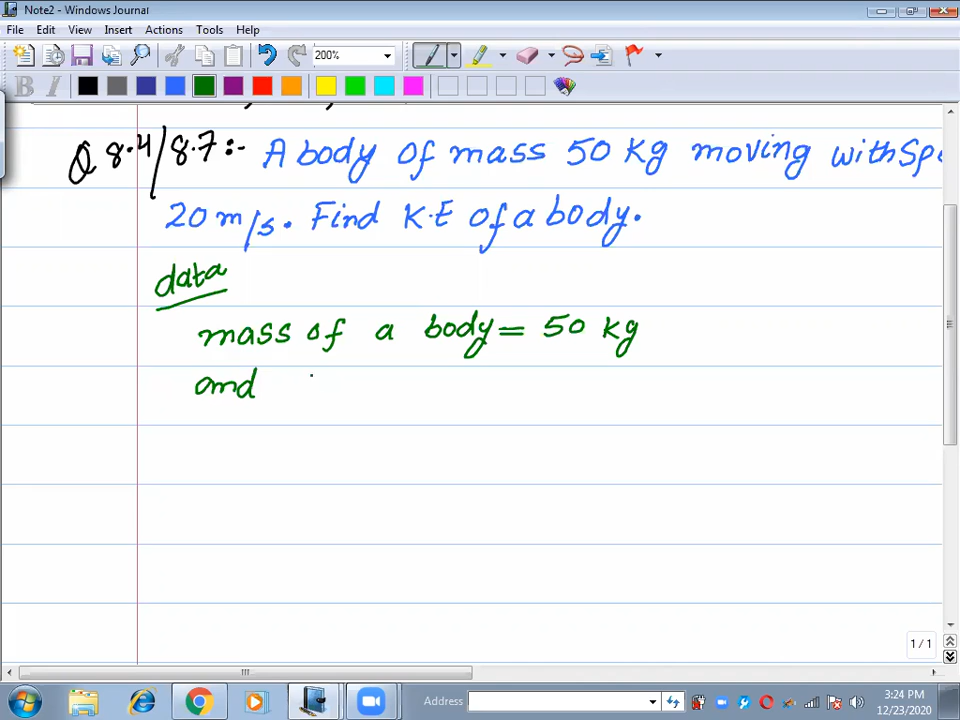 Note2 - Windows Journal
File Edit View Insert Actions Tools Help
200%
B I
Q 8.4/8.7:- A body of mass 50 Kg moving with Spe
20 m/s. Find K.E of a body.
data
mass of a body = 50 kg
and
1 / 1
Address
3:24 PM
12/23/2020